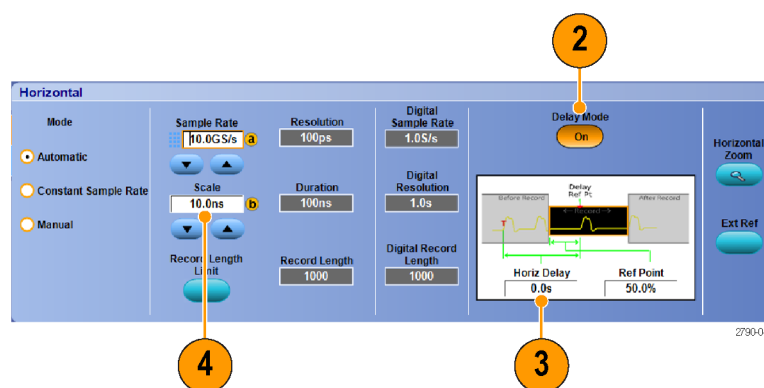 2
Horizontal
Mode
Automatic
Constant Sample Rate
Manual
Sample Rate
10.0GS/s
a
Scale
10.0ns
b
Record Length
Limit
Resolution
100ps
Duration
100ns
Record Length
1000
Digital
Sample Rate
1.0S/s
Digital
Resolution
1.0s
Digital Record
Length
1000
Delay Mode
On
Delay
Ref Pt
Before Record
←Record→
After Record
T
Horiz Delay
0.0s
Ref Point
50.0%
Horizontal
Zoom
Ext Ref
2790-0
4
3